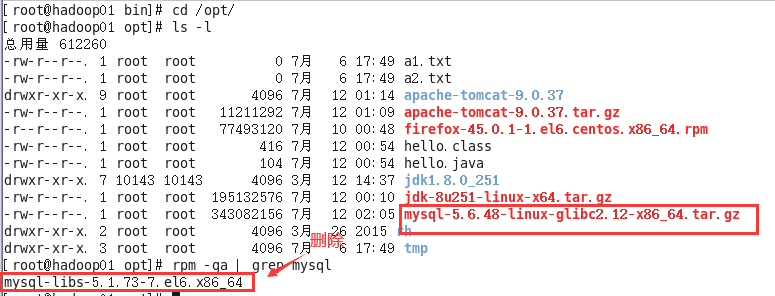 [root@hadoop01 bin]# cd /opt/
[root@hadoop01 opt]# ls -l
总用量 612260
-rw-r--r--. 1 root root 0 7月 6 17:49 a1.txt
-rw-r--r--. 1 root root 0 7月 6 17:49 a2.txt
drwxr-xr-x. 9 root root 4096 7月 12 01:14 apache-tomcat-9.0.37
-rw-r--r--. 1 root root 11211292 7月 12 01:09 apache-tomcat-9.0.37.tar.gz
-r--r--r--. 1 root root 77493120 7月 10 00:48 firefox-45.0.1-1.el6.centos.x86_64.rpm
-rw-r--r--. 1 root root 416 7月 12 00:54 hello.class
-rw-r--r--. 1 root root 104 7月 12 00:54 hello.java
drwxr-xr-x. 7 10143 10143 4096 3月 12 14:37 jdk1.8.0_251
-rw-r--r--. 1 root root 195132576 7月 12 00:10 jdk-8u251-linux-x64.tar.gz
-rw-r--r--. 1 root root 343082156 7月 12 02:05 mysql-5.6.48-linux-glibc2.12-x86_64.tar.gz
drwxr-xr-x. 2 root root 4096 3月 26 2015 rh
drwxr-xr-x. 3 root root 4096 7月 6 17:49 tmp
删除
[root@hadoop01 opt]# rpm -qa | grep mysql
mysql-libs-5.1.73-7.el6.x86_64